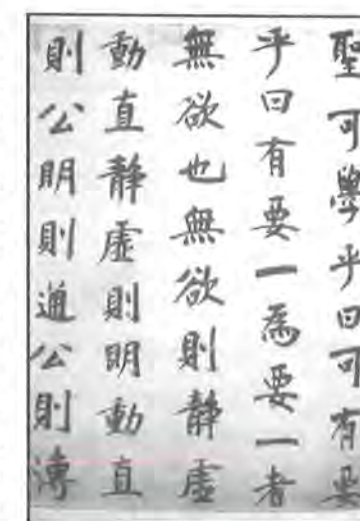 聖可學乎曰可有要
乎曰有要一為要一者
無欲也無欲則靜虛
動直靜虛則明動直
則公明則通公則溥